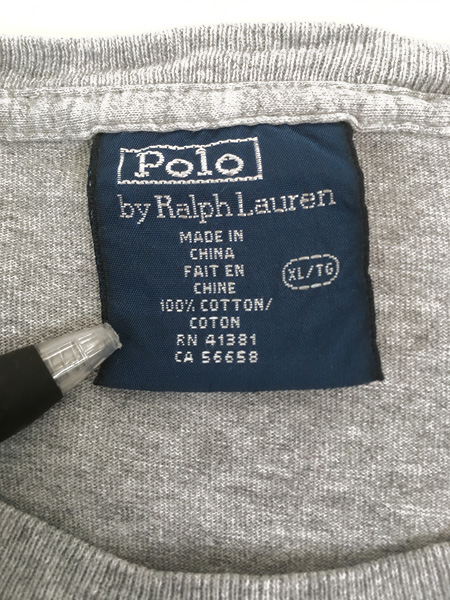 Polo
by Ralph Lauren
MADE IN
CHINA
FAIT EN
CHINE
XL/TG
100% COTTON/
COTON
RN 41381
CA 56658